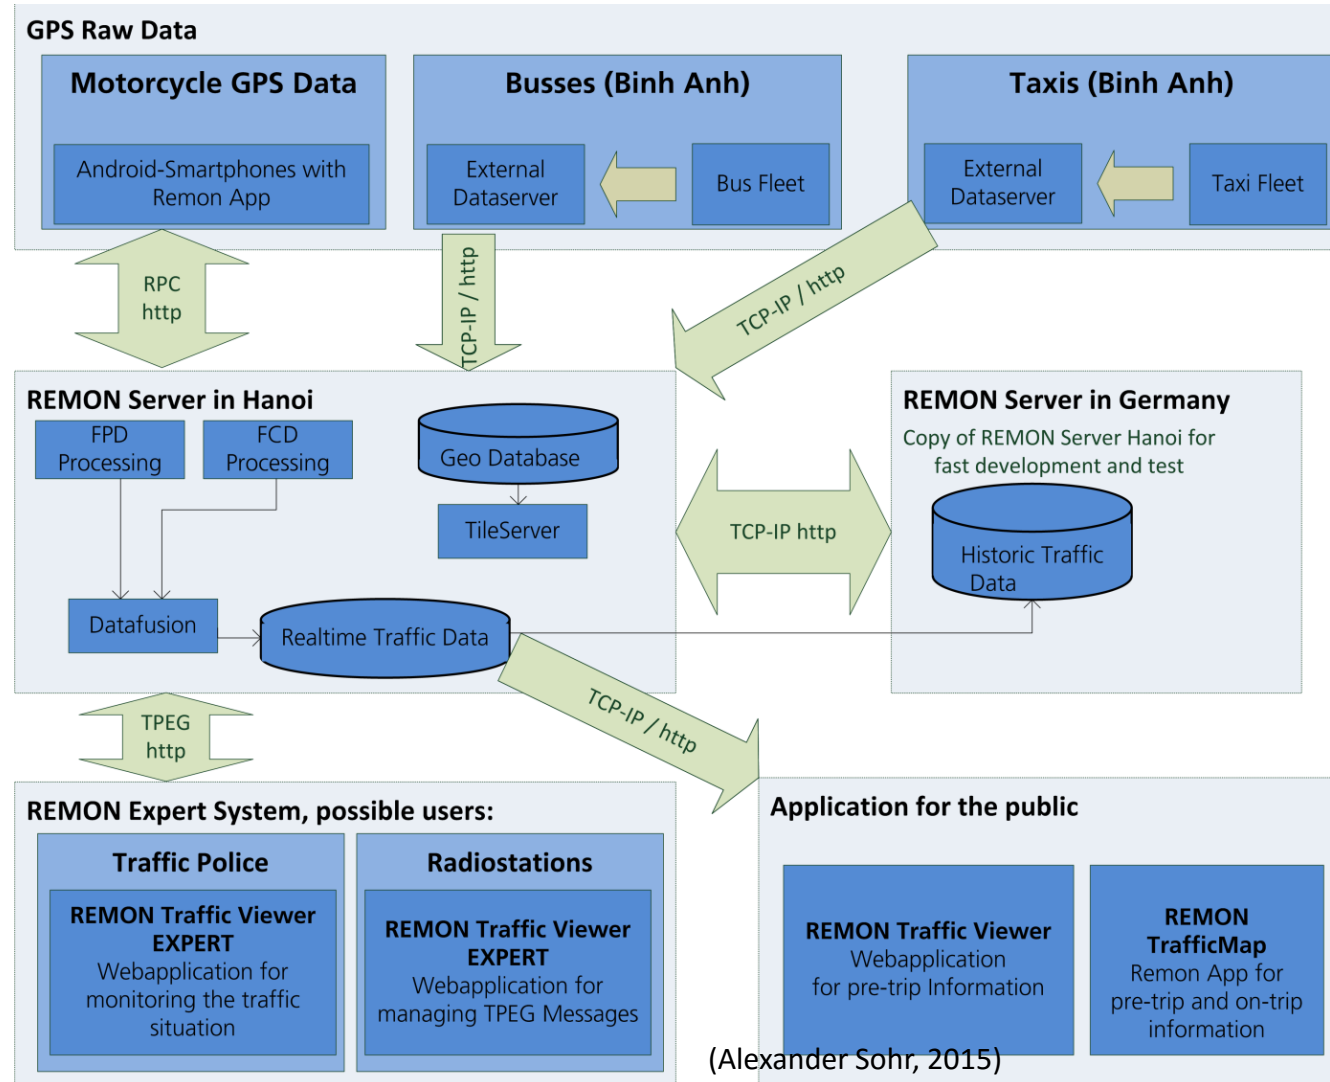 GPS Raw Data
Motorcycle GPS Data
Android-Smartphones with
Remon App
Busses (Binh Anh)
External
Dataserver
Bus Fleet
Taxis (Binh Anh)
External
Dataserver
Taxi Fleet
RPC
http
TCP-IP / http
TCP-IP / http
REMON Server in Hanoi
FPD
Processing
FCD
Processing
Geo Database
TileServer
Datafusion
Realtime Traffic Data
TCP-IP http
REMON Server in Germany
Copy of REMON Server Hanoi for
fast development and test
Historic Traffic
Data
TPEG
http
TCP-IP / http
REMON Expert System, possible users:
Traffic Police
REMON Traffic Viewer
EXPERT
Webapplication for
monitoring the traffic
situation
Radiostations
REMON Traffic Viewer
EXPERT
Webapplication for
managing TPEG Messages
Application for the public
REMON Traffic Viewer
Webapplication
for pre-trip Information
REMON
TrafficMap
Remon App for
pre-trip and on-trip
information
(Alexander Sohr, 2015)